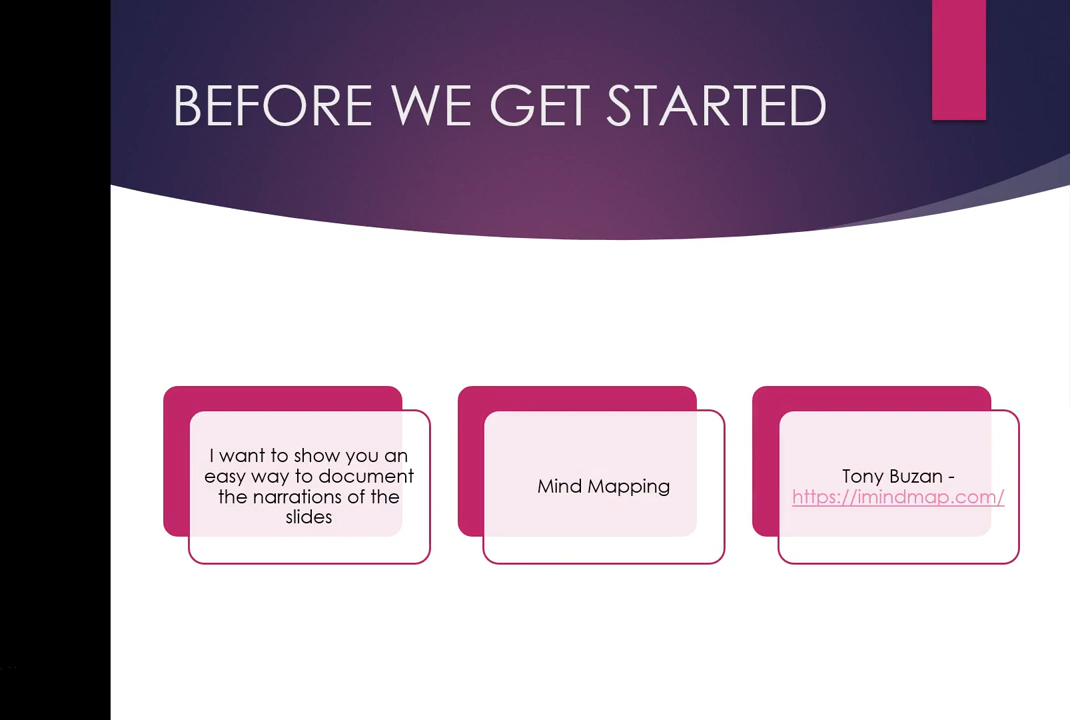 BEFORE WE GET STARTED
I want to show you an
easy way to document
the narrations of the
slides
Mind Mapping
Tony Buzan -
https://imindmap.com/